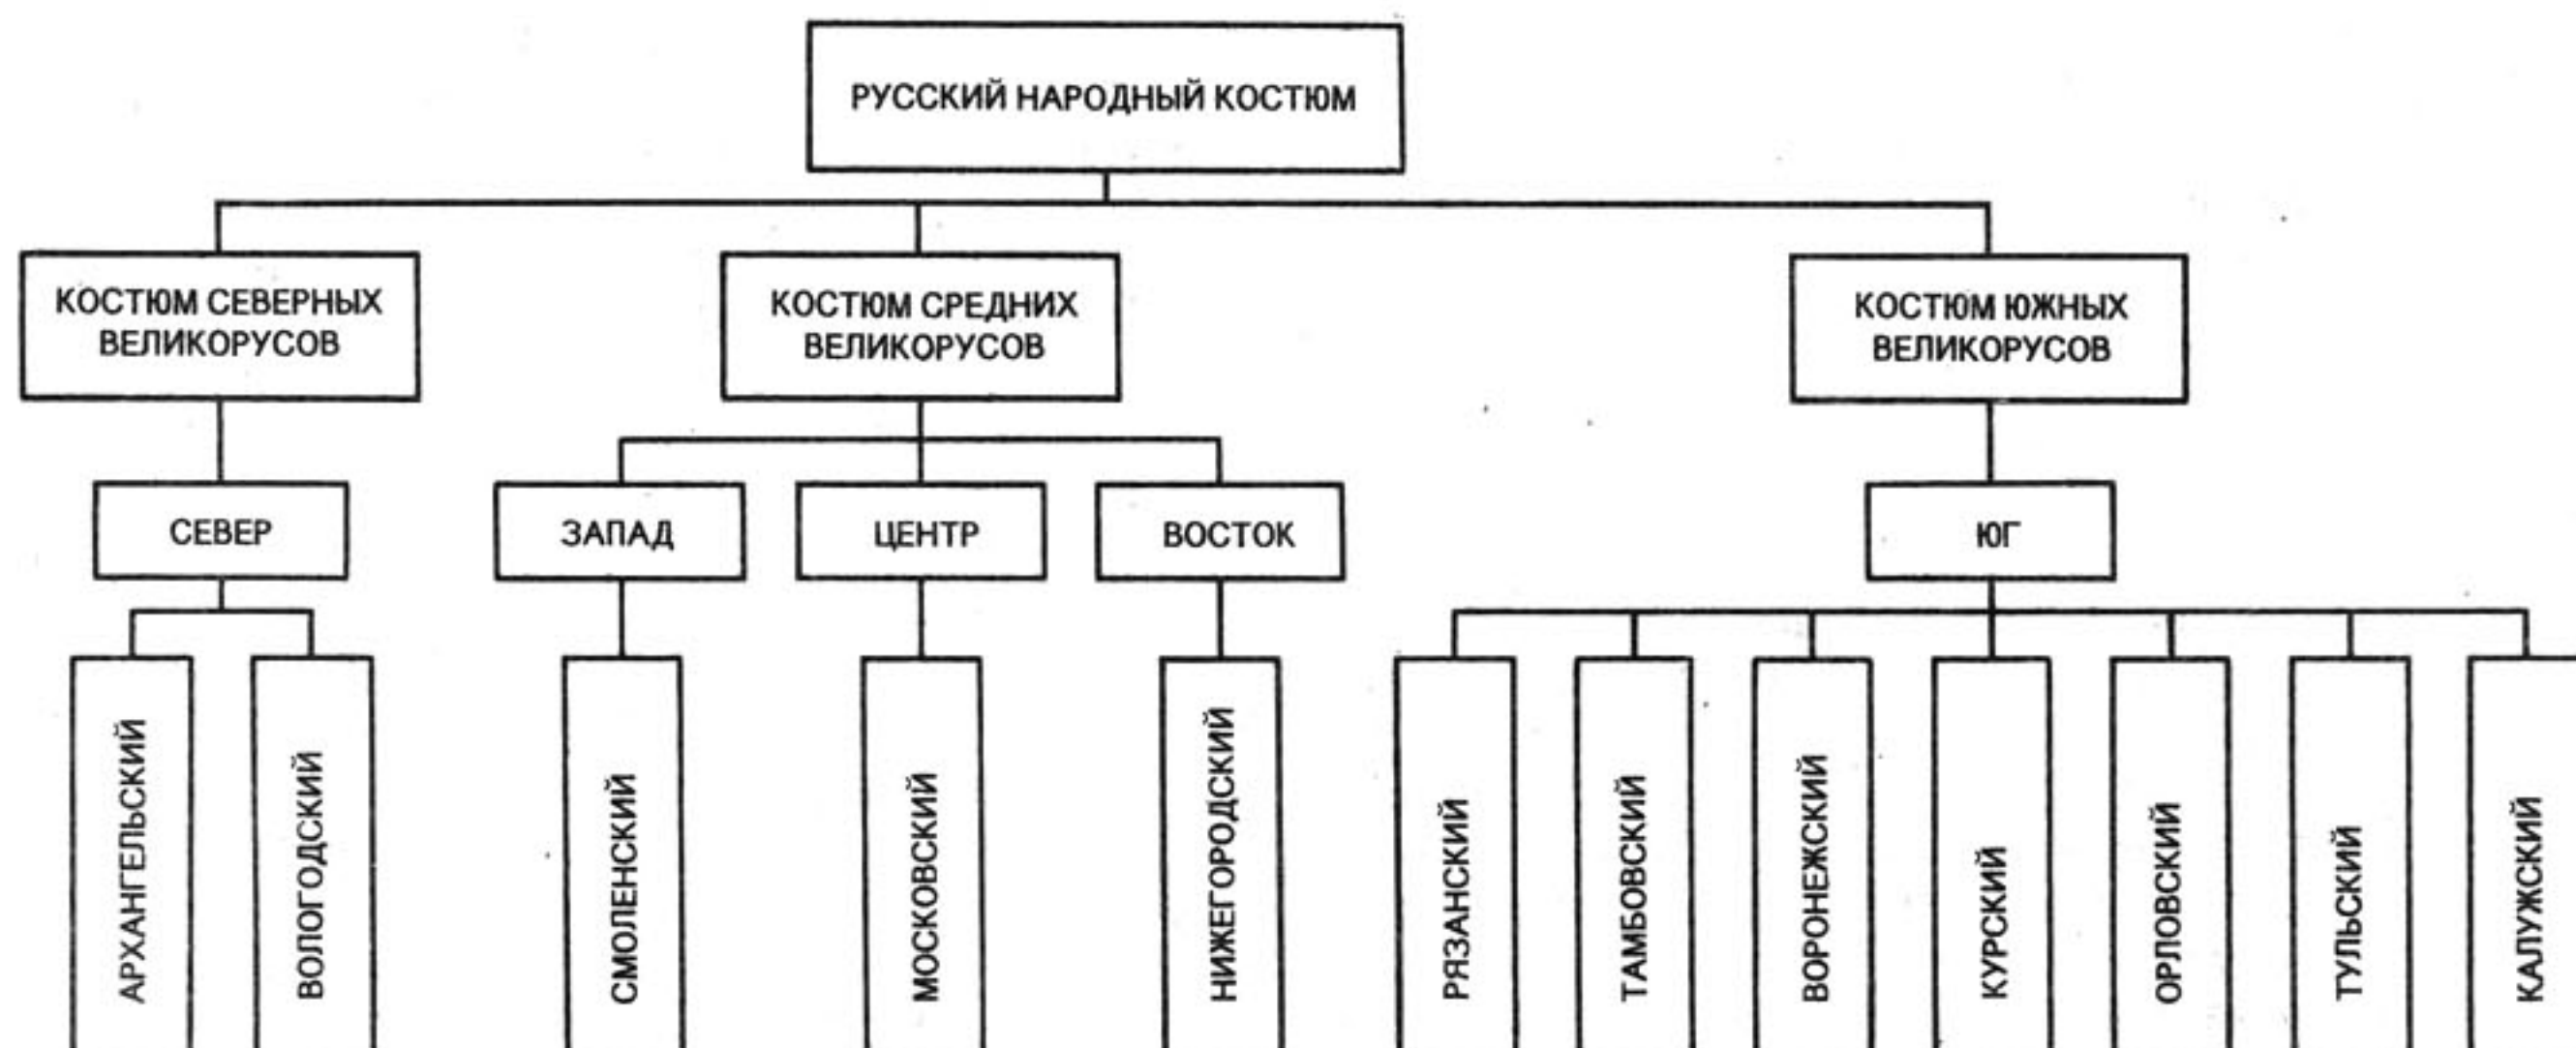 РУССКИЙ НАРОДНЫЙ КОСТЮМ
КОСТЮМ СЕВЕРНЫХ
ВЕЛИКОРУСОВ
КОСТЮМ СРЕДНИХ
ВЕЛИКОРУСОВ
КОСТЮМ ЮЖНЫХ
ВЕЛИКОРУСОВ
СЕВЕР
ЗАПАД
ЦЕНТР
ВОСТОК
ЮГ
АРХАНГЕЛЬСКИЙ
ВОЛОГОДСКИЙ
СМОЛЕНСКИЙ
МОСКОВСКИЙ
НИЖЕГОРОДСКИЙ
РЯЗАНСКИЙ
ТАМБОВСКИЙ
ВОРОНЕЖСКИЙ
КУРСКИЙ
ОРЛОВСКИЙ
ТУЛЬСКИЙ
КАЛУЖСКИЙ